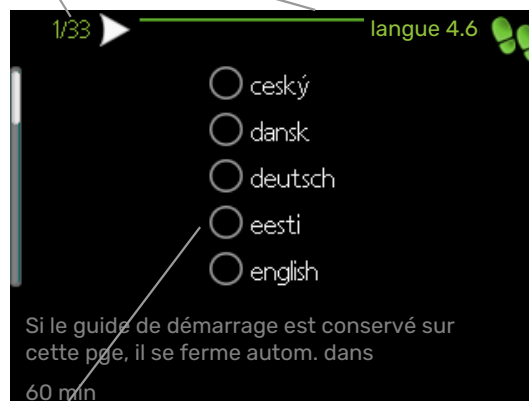 1/33
langue 4.6
ceský
dansk
deutsch
eesti
english
Si le guide de démarrage est conservé sur
cette pge, il se ferme autom. dans
60 min